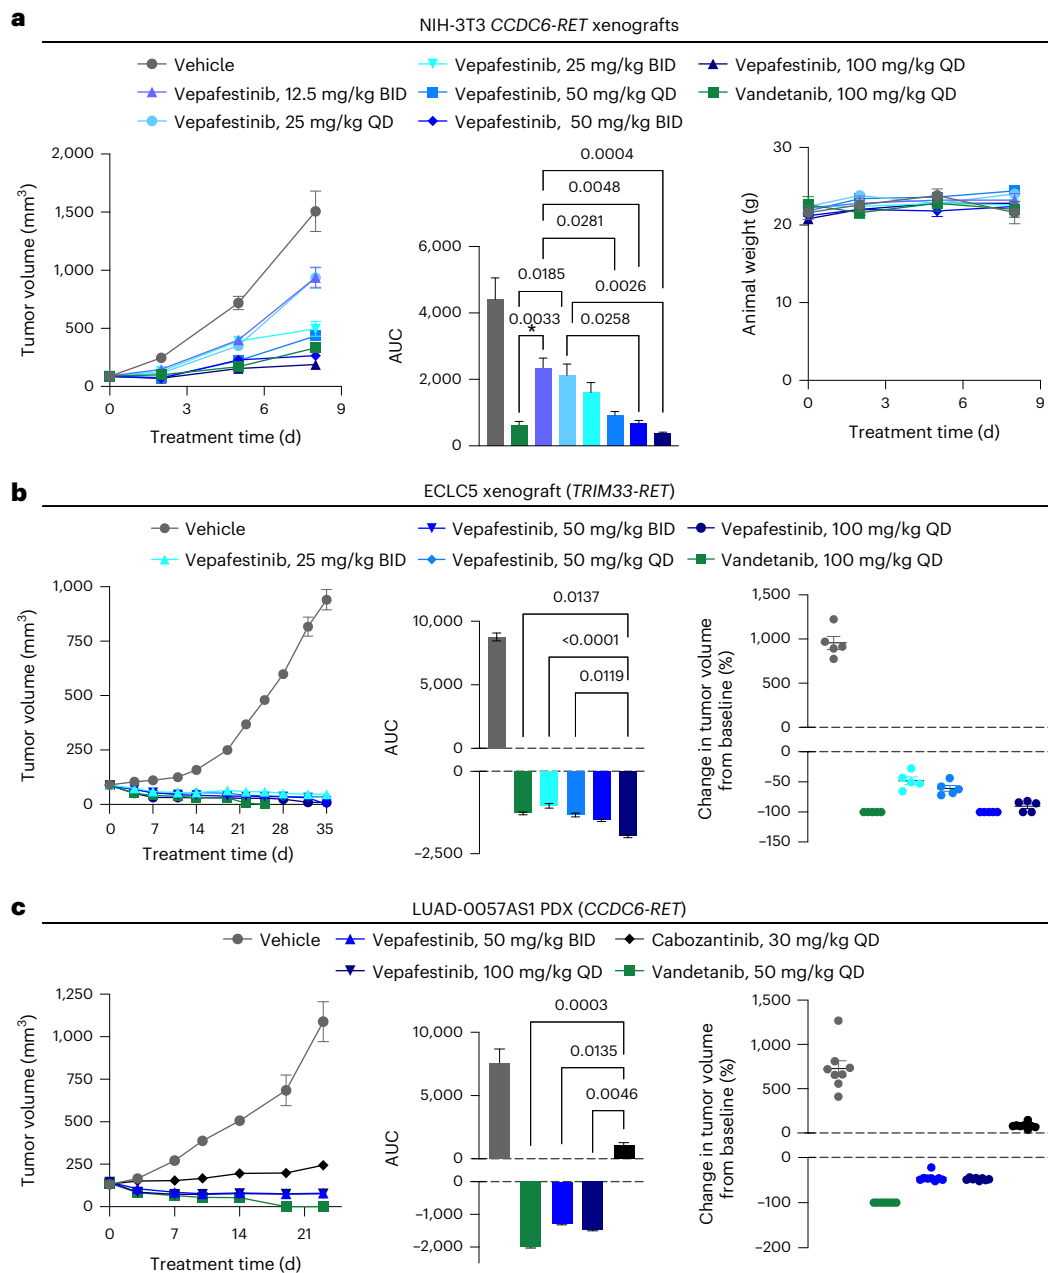 a
NIH-3T3 CCDC6-RET xenografts
Vehicle
Vepafestinib, 25 mg/kg BID
Vepafestinib, 100 mg/kg QD
Vepafestinib, 12.5 mg/kg BID
Vepafestinib, 50 mg/kg QD
Vandetanib, 100 mg/kg QD
Vepafestinib, 25 mg/kg QD
Vepafestinib, 50 mg/kg BID
Tumor volume (mm³)
2,000
1,500
1,000
500
0
0 3 6 9
Treatment time (d)
AUC
6,000
4,000
2,000
0
0.0004
0.0048
0.0281
0.0185
0.0026
0.0033
0.0258
*
Animal weight (g)
30
20
10
0
0 3 6 9
Treatment time (d)
b
ECLC5 xenograft (TRIM33-RET)
Vehicle
Vepafestinib, 50 mg/kg BID
Vepafestinib, 100 mg/kg QD
Vepafestinib, 25 mg/kg BID
Vepafestinib, 50 mg/kg QD
Vandetanib, 100 mg/kg QD
Tumor volume (mm³)
1,000
750
500
250
0
0 7 14 21 28 35
Treatment time (d)
AUC
10,000
5,000
0
0
–2,500
0.0137
<0.0001
0.0119
Change in tumor volume
from baseline (%)
1,500
1,000
500
0
0
–50
–100
–150
c
LUAD-0057AS1 PDX (CCDC6-RET)
Vehicle
Vepafestinib, 50 mg/kg BID
Cabozantinib, 30 mg/kg QD
Vepafestinib, 100 mg/kg QD
Vandetanib, 50 mg/kg QD
Tumor volume (mm³)
1,250
1,000
750
500
250
0
0 7 14 21
Treatment time (d)
AUC
10,000
5,000
0
0
–1,000
–2,000
0.0003
0.0135
0.0046
Change in tumor volume
from baseline (%)
1,500
1,000
500
0
0
–100
–200